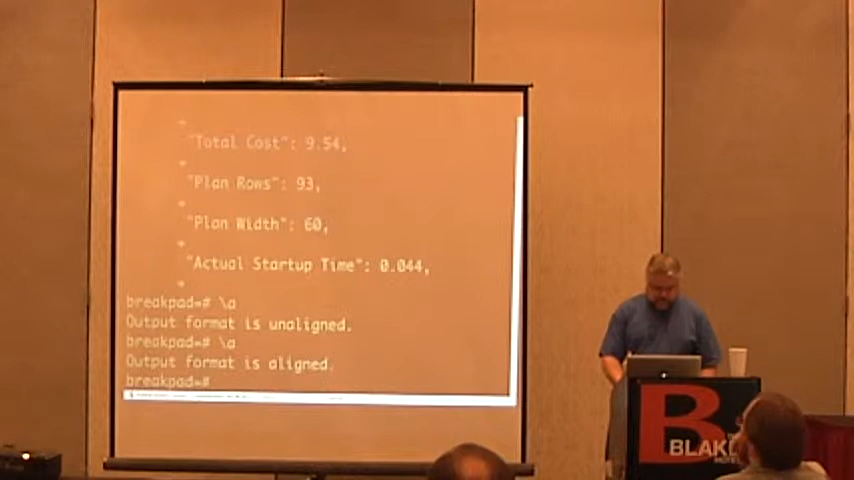 +
"Total Cost": 9.54,
+
"Plan Rows": 93,
+
"Plan Width": 60,
+
"Actual Startup Time": 0.044,
+
breakpad=# \a
Output format is unaligned.
breakpad=# \a
Output format is aligned.
breakpad=#
B
BLAKE
HOTEL